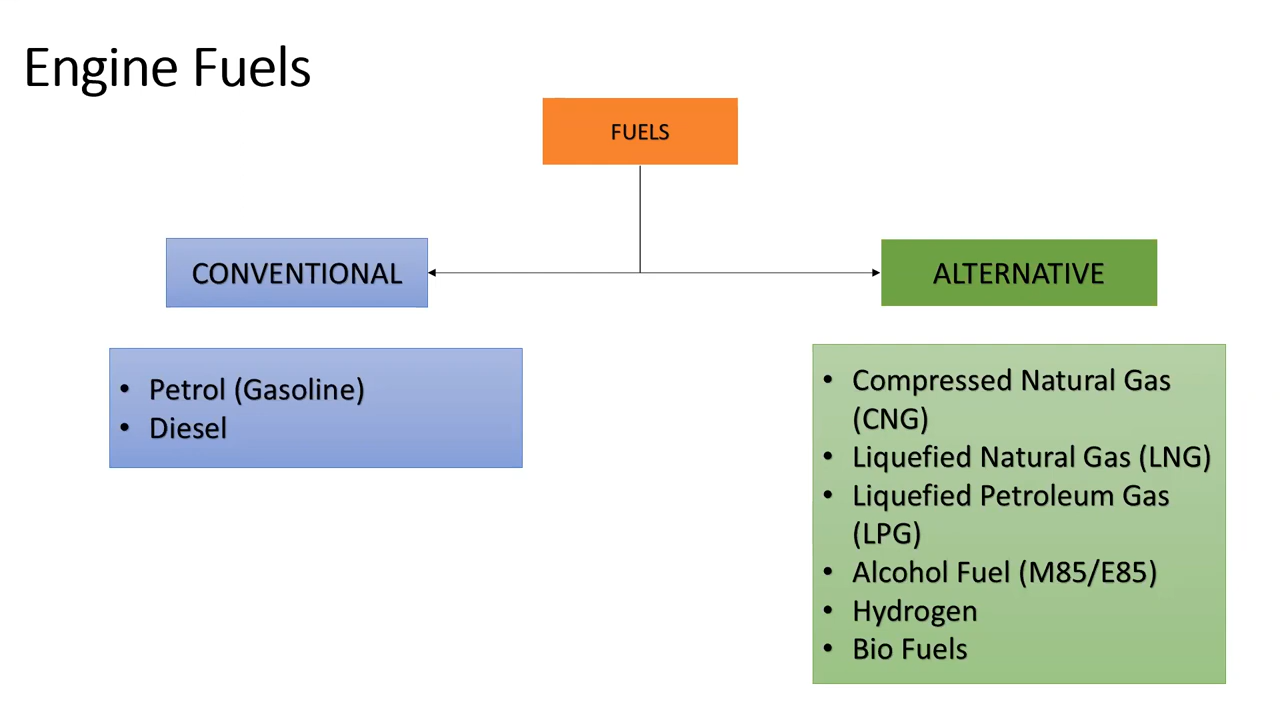 Engine Fuels
FUELS
CONVENTIONAL
ALTERNATIVE
• Petrol (Gasoline)
• Diesel
• Compressed Natural Gas
(CNG)
• Liquefied Natural Gas (LNG)
• Liquefied Petroleum Gas
(LPG)
• Alcohol Fuel (M85/E85)
• Hydrogen
• Bio Fuels